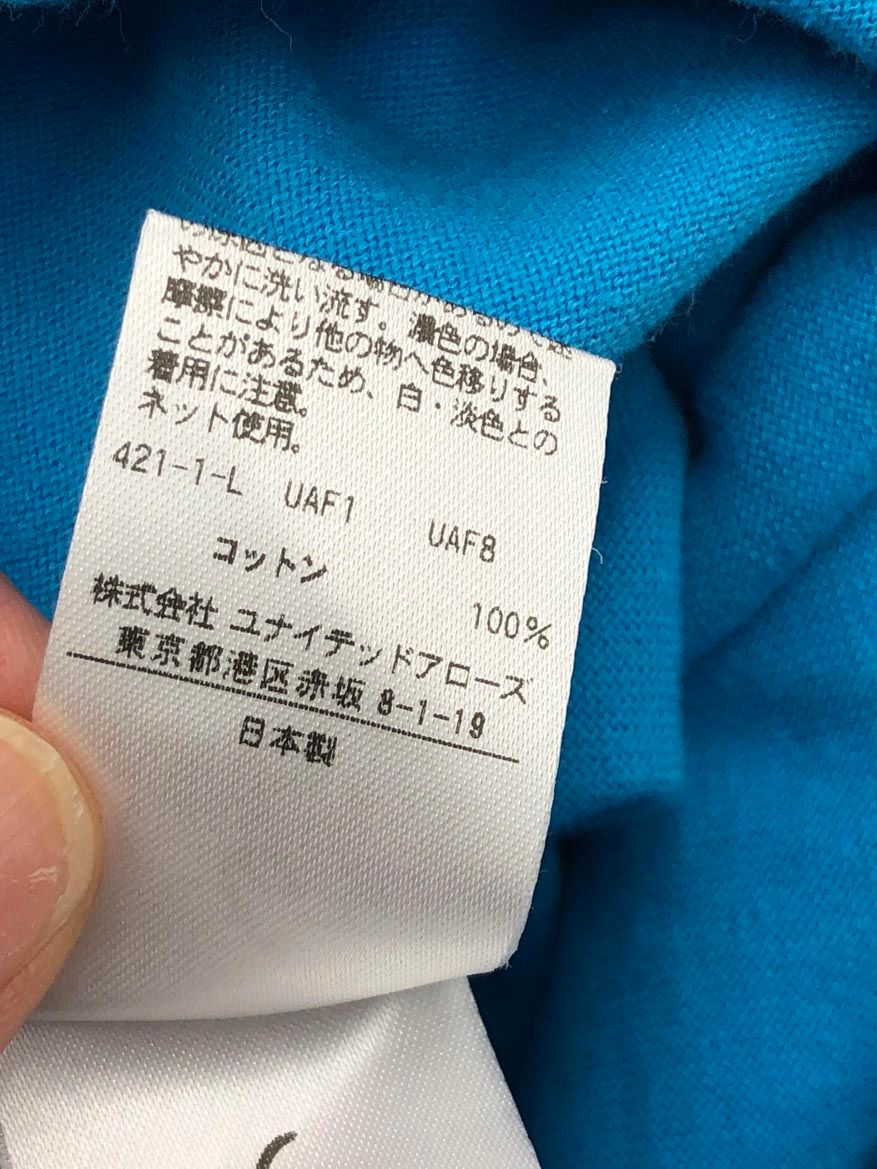 やかに洗い流す。濃色の場合、
摩擦により他の物へ色移りする
ことがあるため、白・淡色との
着用に注意。
ネット使用。
421-1-L UAF1 UAF8
コットン 100%
株式会社 ユナイテッドアローズ
東京都港区赤坂 8-1-19
日本製